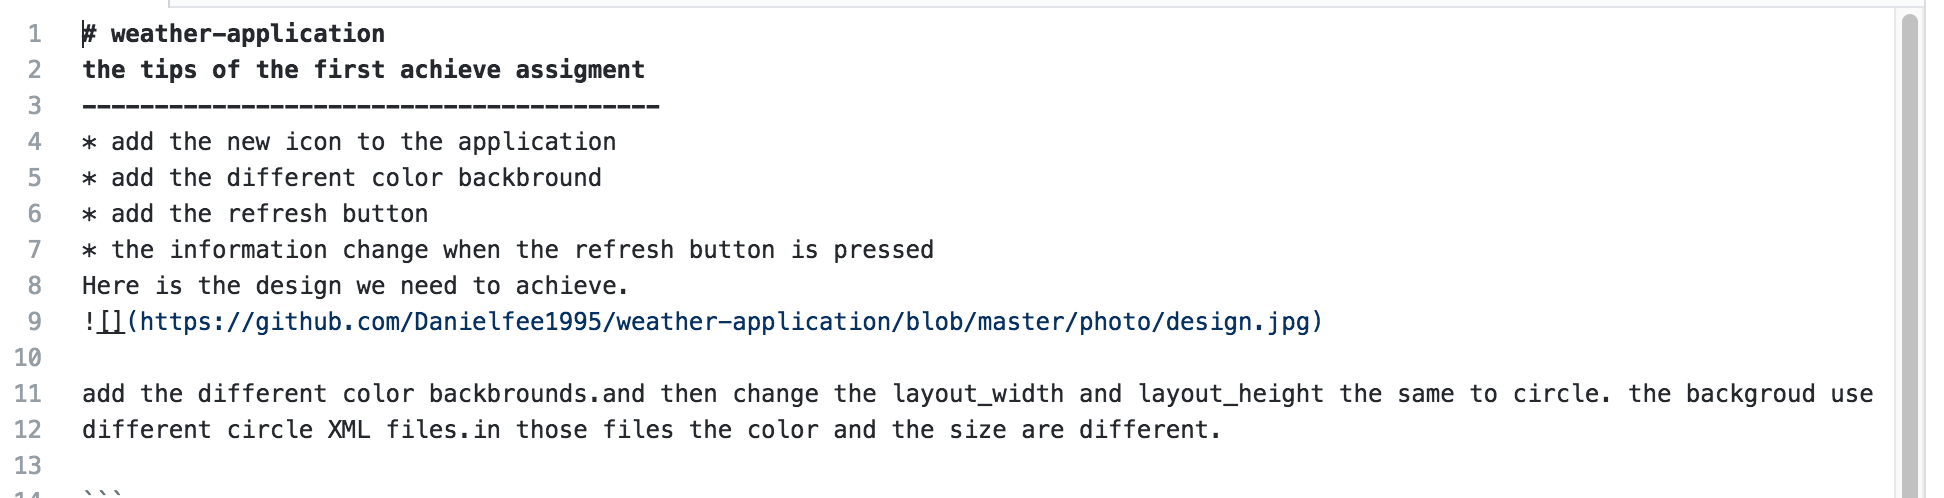 1 # weather-application
2 the tips of the first achieve assigment
3 ----------------------------------------
4 * add the new icon to the application
5 * add the different color backbround
6 * add the refresh button
7 * the information change when the refresh button is pressed
8 Here is the design we need to achieve.
9 ![](https://github.com/Danielfee1995/weather-application/blob/master/photo/design.jpg)
10
11 add the different color backbrounds.and then change the layout_width and layout_height the same to circle. the backgroud use
12 different circle XML files.in those files the color and the size are different.
13
14 ```